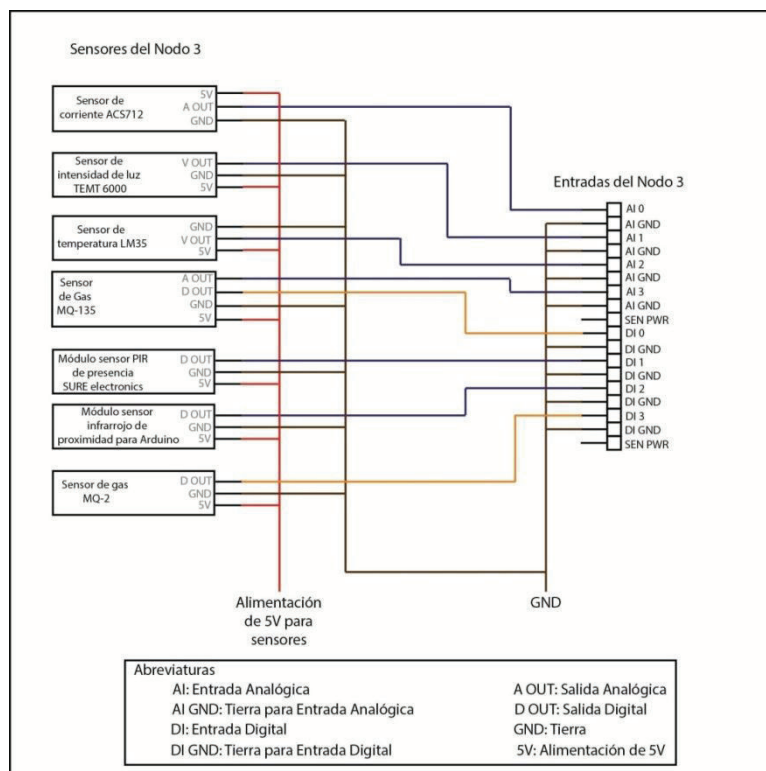 Sensores del Nodo 3
Sensor de
corriente ACS712
5V
A OUT
GND
Sensor de
intensidad de luz
TEMT 6000
V OUT
GND
5V
Sensor de
temperatura LM35
GND
V OUT
5V
Sensor
de Gas
MQ-135
A OUT
D OUT
GND
5V
Módulo sensor PIR
de presencia
SURE electronics
D OUT
GND
5V
Módulo sensor
infrarrojo de
proximidad para Arduino
D OUT
GND
5V
Sensor de gas
MQ-2
D OUT
GND
5V
Entradas del Nodo 3
AI 0
AI GND
AI 1
AI GND
AI 2
AI GND
AI 3
AI GND
SEN PWR
DI 0
DI GND
DI 1
DI GND
DI 2
DI GND
DI 3
DI GND
SEN PWR
Alimentación
de 5V para
sensores
GND
Abreviaturas
AI: Entrada Analógica
AI GND: Tierra para Entrada Analógica
DI: Entrada Digital
DI GND: Tierra para Entrada Digital
A OUT: Salida Analógica
D OUT: Salida Digital
GND: Tierra
5V: Alimentación de 5V